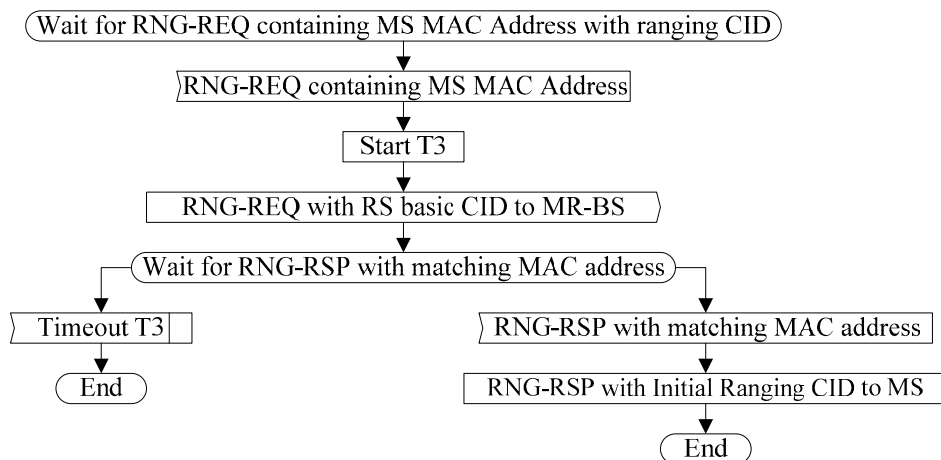 Wait for RNG-REQ containing MS MAC Address with ranging CID
RNG-REQ containing MS MAC Address
Start T3
RNG-REQ with RS basic CID to MR-BS
Wait for RNG-RSP with matching MAC address
Timeout T3
RNG-RSP with matching MAC address
End
RNG-RSP with Initial Ranging CID to MS
End